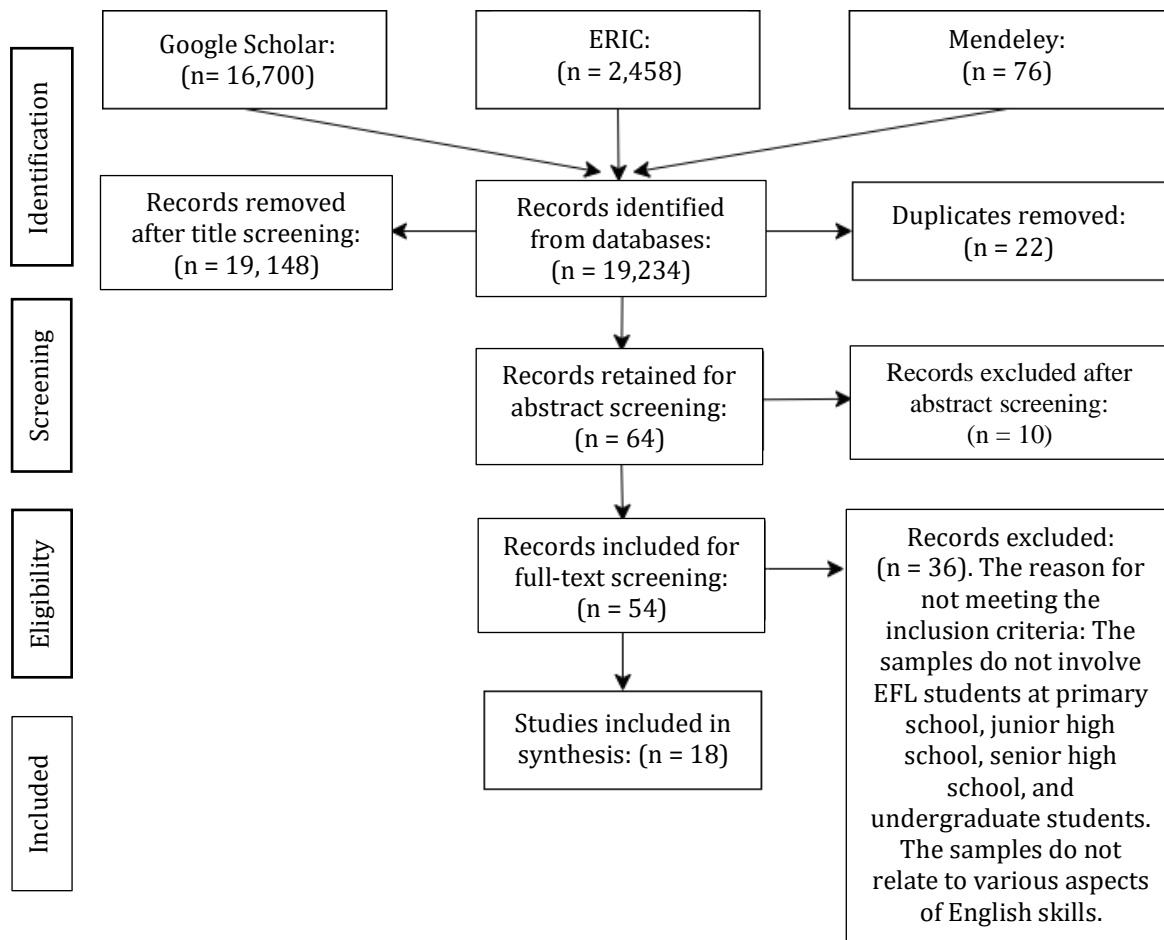 Identification
Google Scholar:
(n= 16,700)
ERIC:
(n = 2,458)
Mendeley:
(n = 76)
Records removed
after title screening:
(n = 19, 148)
Records identified
from databases:
(n = 19,234)
Duplicates removed:
(n = 22)
Screening
Records retained for
abstract screening:
(n = 64)
Records excluded after
abstract screening:
(n = 10)
Eligibility
Records included for
full-text screening:
(n = 54)
Records excluded:
(n = 36). The reason for
not meeting the
inclusion criteria: The
samples do not involve
EFL students at primary
school, junior high
school, senior high
school, and
undergraduate students.
The samples do not
relate to various aspects
of English skills.
Included
Studies included in
synthesis: (n = 18)